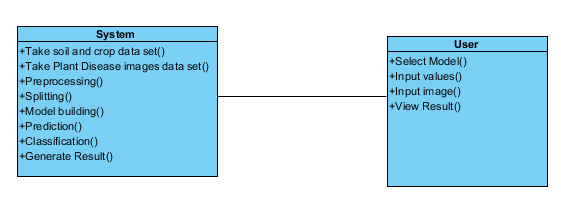 System
+Take soil and crop data set()
+Take Plant Disease images data set()
+Preprocessing()
+Splitting()
+Model building()
+Prediction()
+Classification()
+Generate Result()
User
+Select Model()
+Input values()
+Input image()
+View Result()